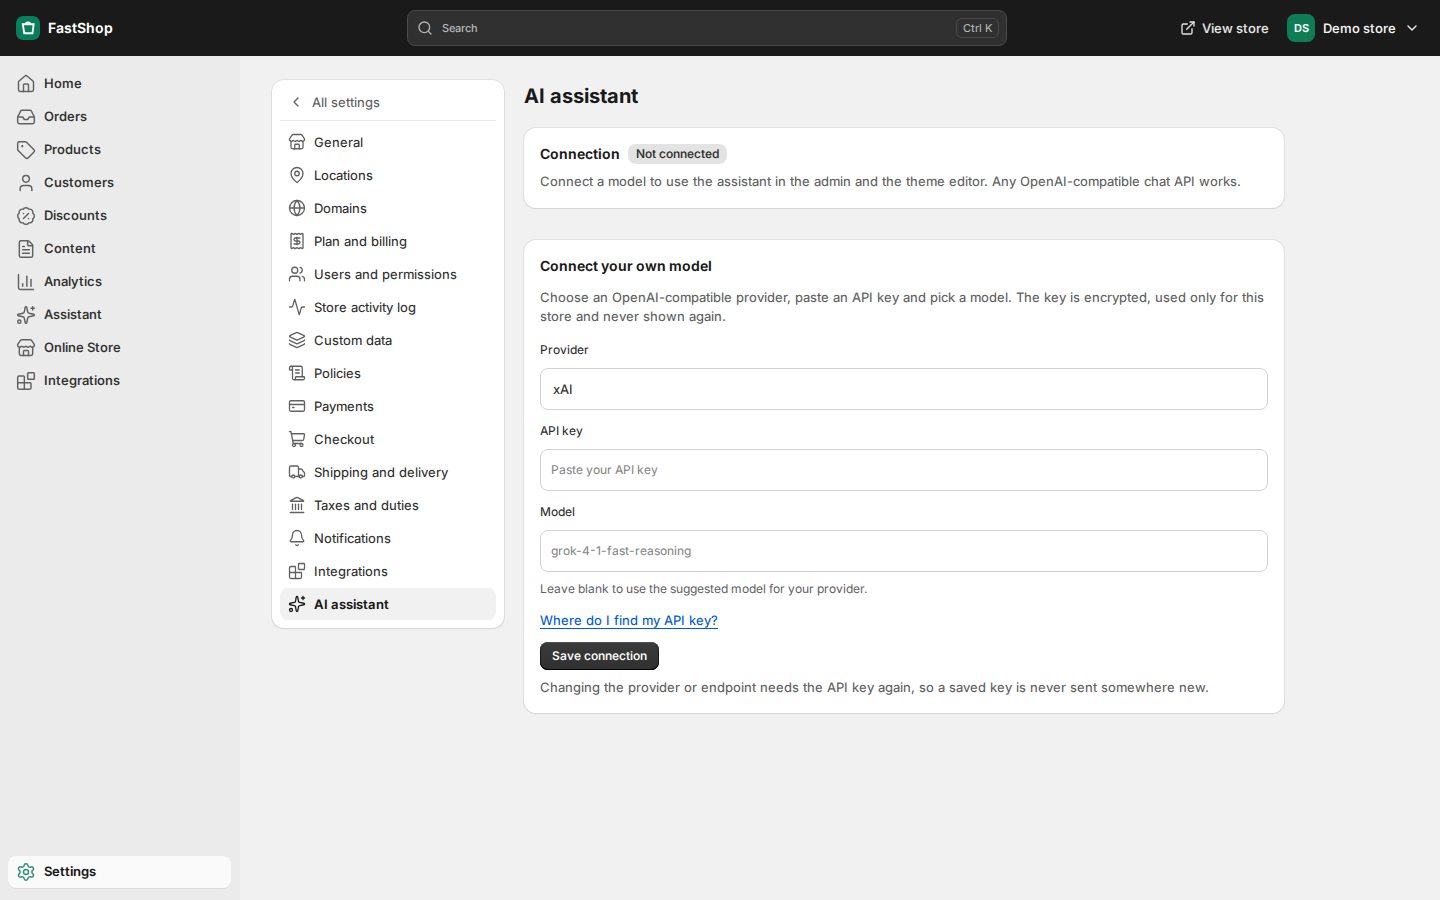 FastShop
Search
Ctrl K
View store
DS
Demo store
Home
Orders
Products
Customers
Discounts
Content
Analytics
Assistant
Online Store
Integrations
Settings
All settings
General
Locations
Domains
Plan and billing
Users and permissions
Store activity log
Custom data
Policies
Payments
Checkout
Shipping and delivery
Taxes and duties
Notifications
Integrations
AI assistant
AI assistant
Connection
Not connected
Connect a model to use the assistant in the admin and the theme editor. Any OpenAI-compatible chat API works.
Connect your own model
Choose an OpenAI-compatible provider, paste an API key and pick a model. The key is encrypted, used only for this
store and never shown again.
Provider
xAI
API key
Paste your API key
Model
grok-4-1-fast-reasoning
Leave blank to use the suggested model for your provider.
Where do I find my API key?
Save connection
Changing the provider or endpoint needs the API key again, so a saved key is never sent somewhere new.